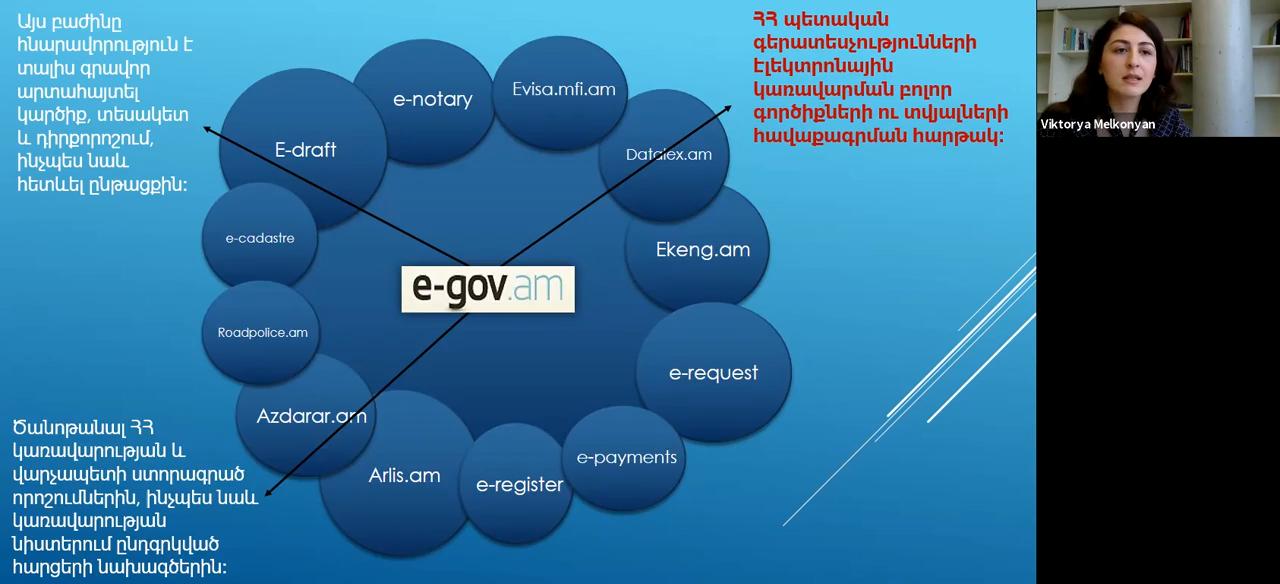 Այս բաժինը
հնարավորություն է
տալիս գրավոր
արտահայտել
կարծիք, տեսակետ
և դիրքորոշում,
ինչպես նաև
հետևել ընթացքին:
ՀՀ պետական
գերատեսչությունների
էլեկտրոնային
կառավարման բոլոր
գործիքների ու տվյալների
հավաքագրման հարթակ:
Viktorya Melkonyan
e-notary
Evisa.mfi.am
E-draft
Dataiex.am
e-cadastre
Ekeng.am
e-gov.am
Roadpolice.am
e-request
Azdarar.am
Arlis.am
e-register
e-payments
Ծանոթանալ ՀՀ
կառավարության և
վարչապետի ստորագրած
որոշումներին, ինչպես նաև
կառավարության
նիստերում ընդգրկված
հարցերի նախագծերին: